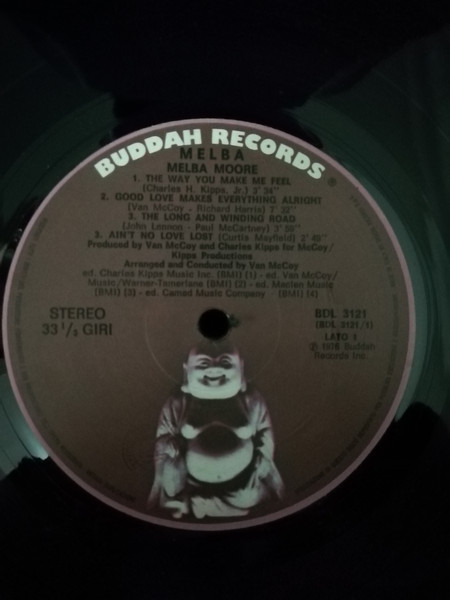 BUDDAH RECORDS
®
MELBA
MELBA MOORE
1. THE WAY YOU MAKE ME FEEL
(Charles H. Kipps, Jr.) 3' 54"
2. GOOD LOVE MAKES EVERYTHING ALRIGHT
(Van McCoy - Richard Harris) 3' 32"
3. THE LONG AND WINDING ROAD
(John Lennon - Paul McCartney) 3' 50"
3. AIN'T NO LOVE LOST (Curtis Mayfield) 2' 49"
Produced by Van McCoy and Charles Kipps for McCoy/
Kipps Productions
Arranged and Conducted by Van McCoy
ed. Charles Kipps Music Inc. (BMI) (1) - ed. Van McCoy/
Music/Warner-Tamerlane (BMI) (2) - ed. Maclen Music
(BMI) (3) - ed. Camad Music Company - (BMI) (4)
STEREO
33 1/3 GIRI
BDL 3121
(BDL 3121/1)
LATO 1
℗ 1976 Buddah
Records Inc.